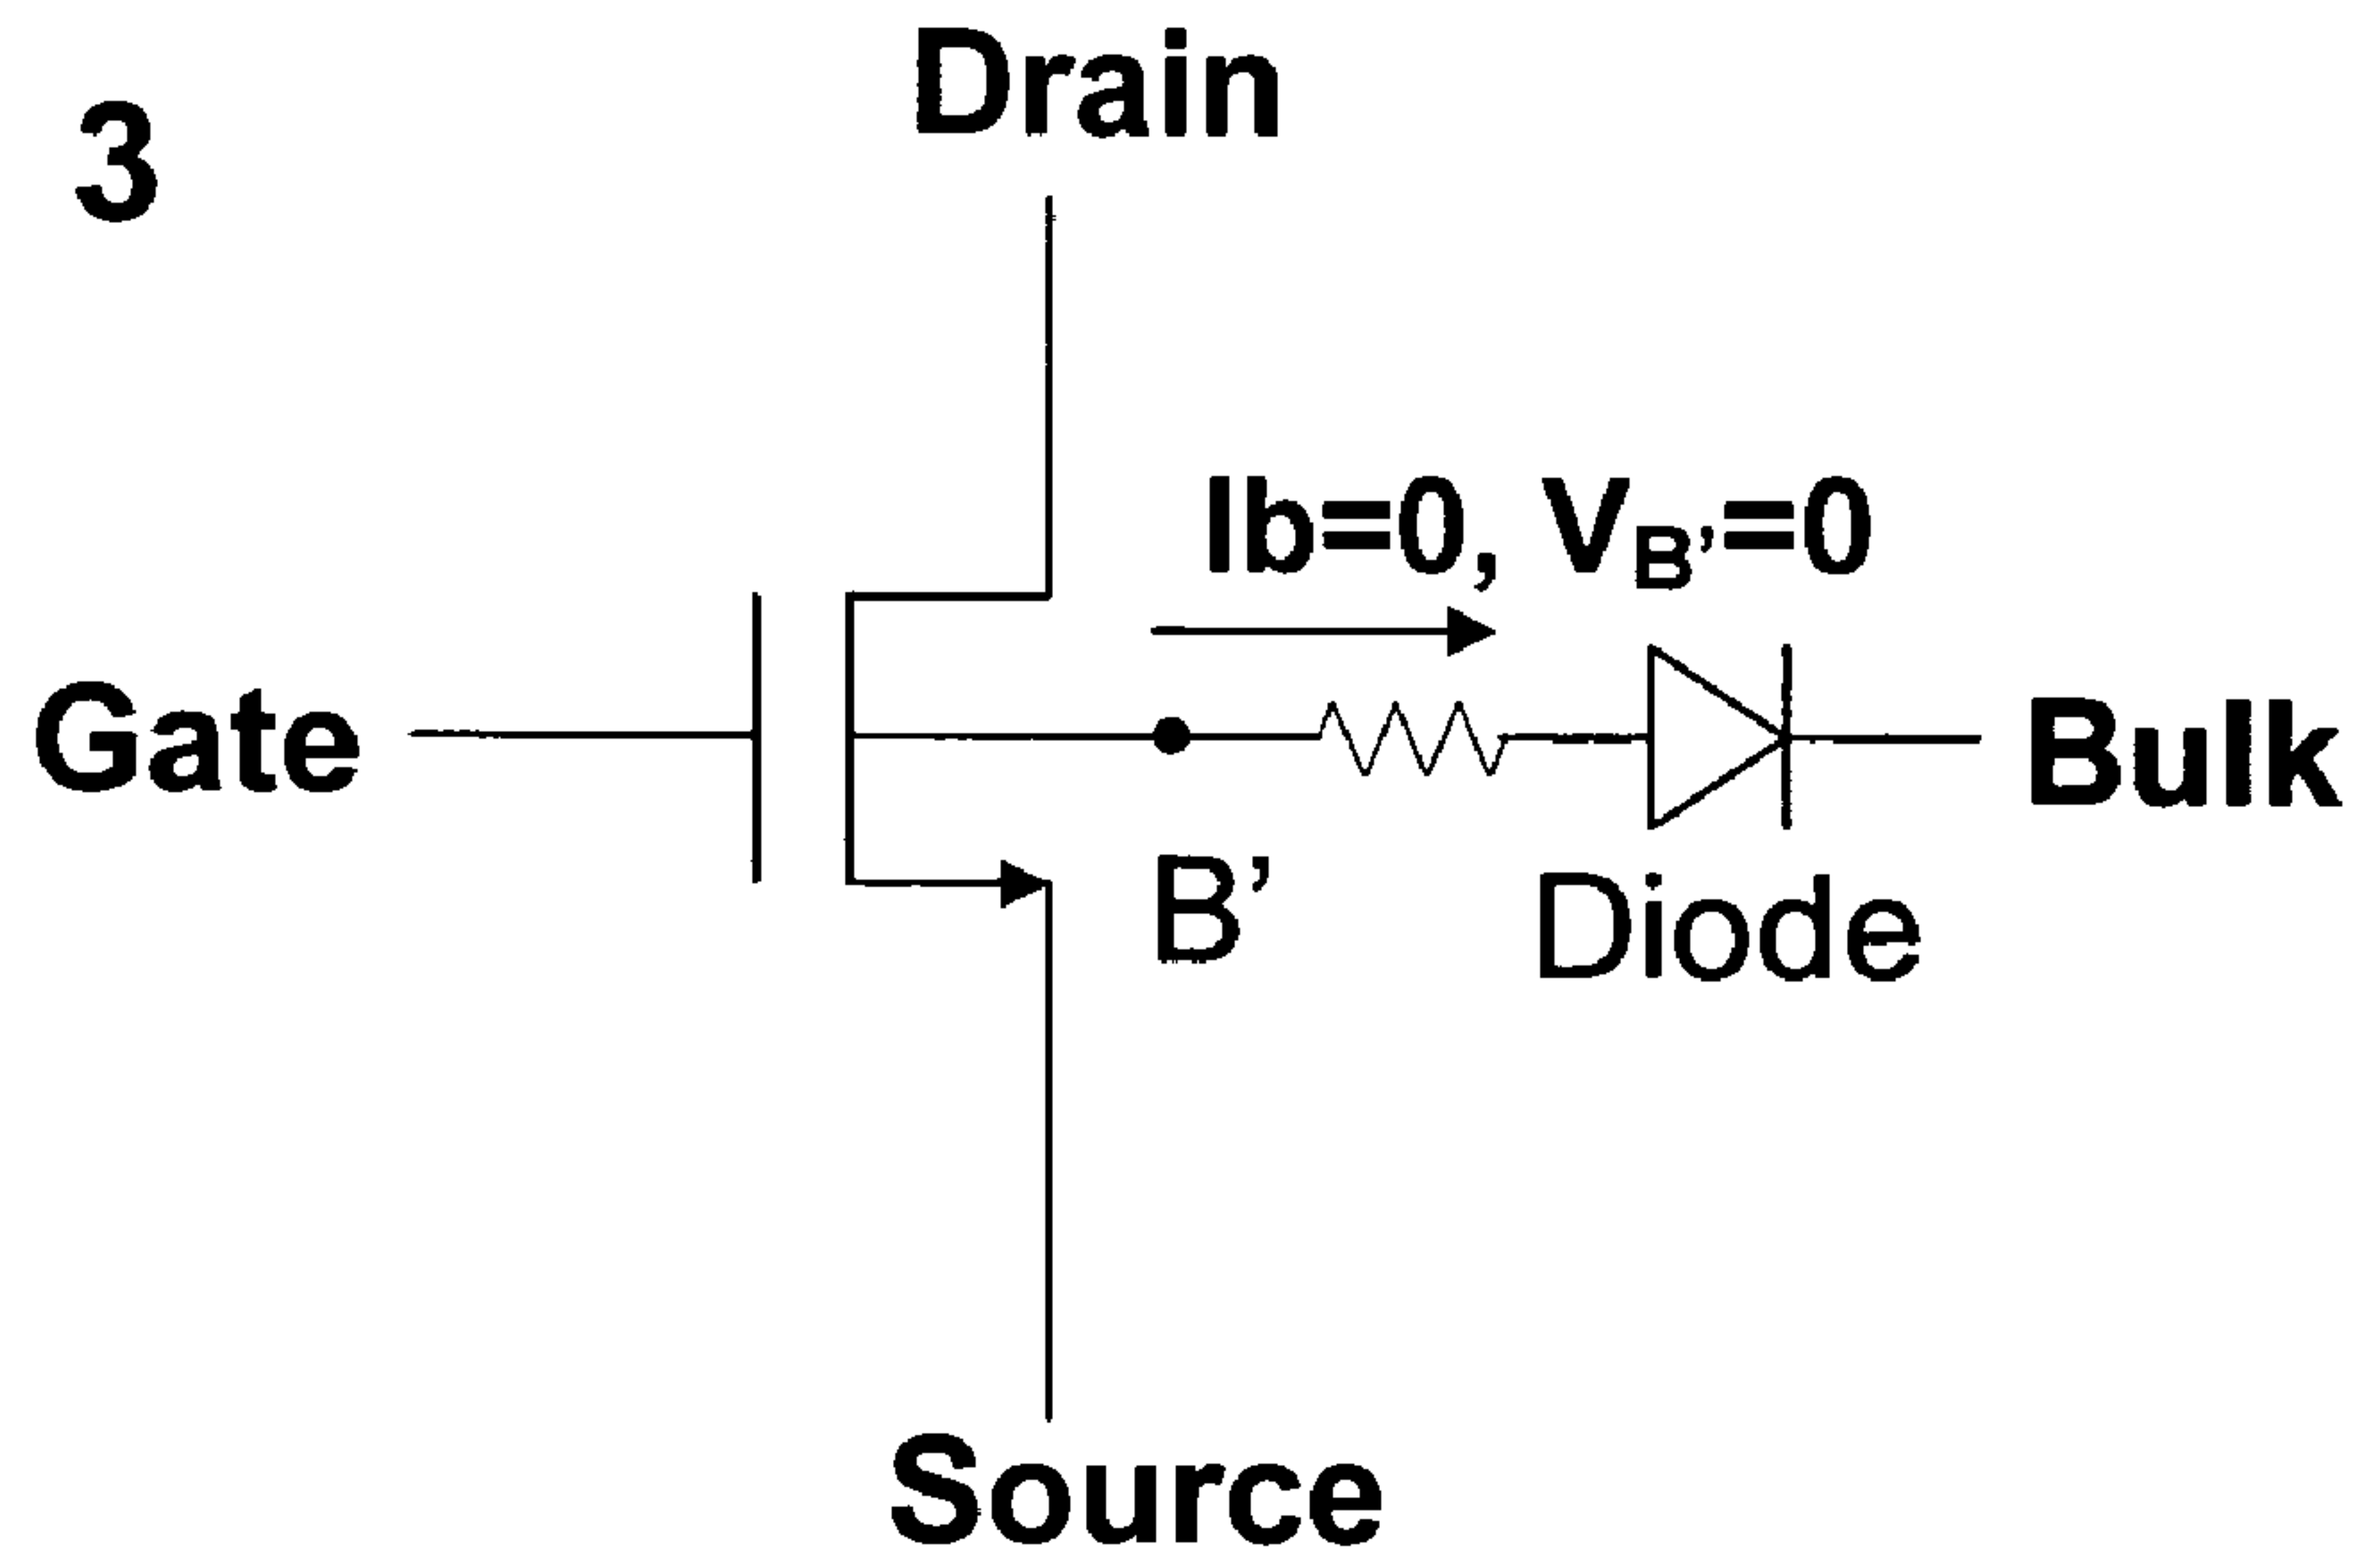 Drain
3
Ib=0, VB'=0
Gate
Bulk
B’
Diode
Source